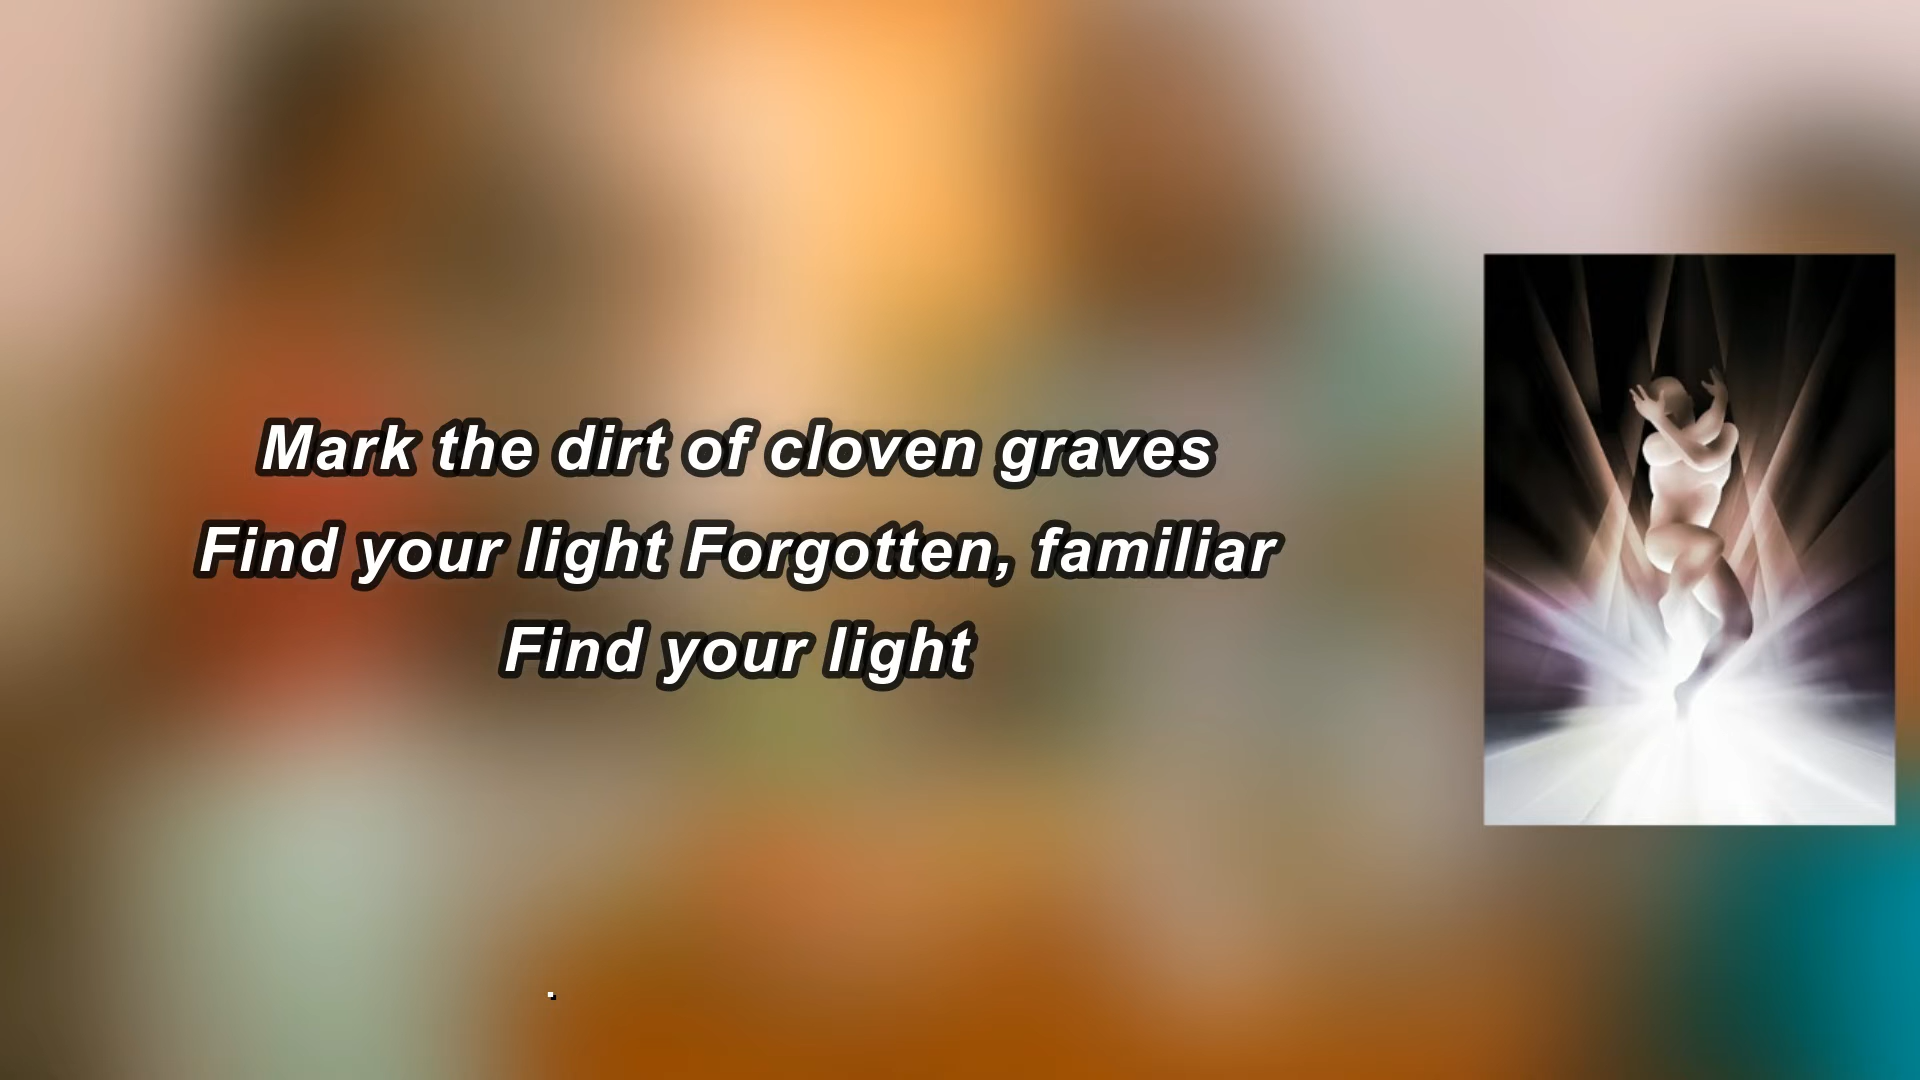 Mark the dirt of cloven graves
Find your light Forgotten, familiar
Find your light